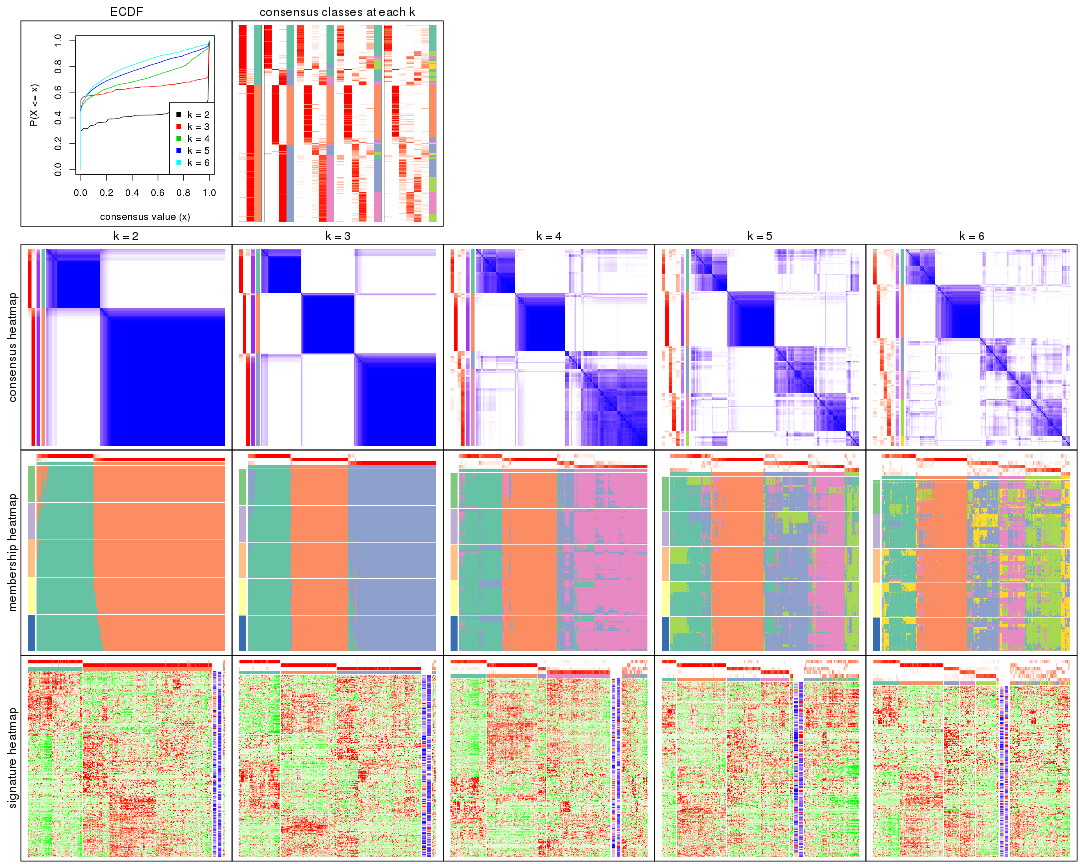 ECDF
consensus classes at each k
P(X <= x)
0.0 0.2 0.4 0.6 0.8 1.0
k = 2
k = 3
k = 4
k = 5
k = 6
0.0 0.2 0.4 0.6 0.8 1.0
consensus value (x)
k = 2
k = 3
k = 4
k = 5
k = 6
consensus heatmap
membership heatmap
signature heatmap